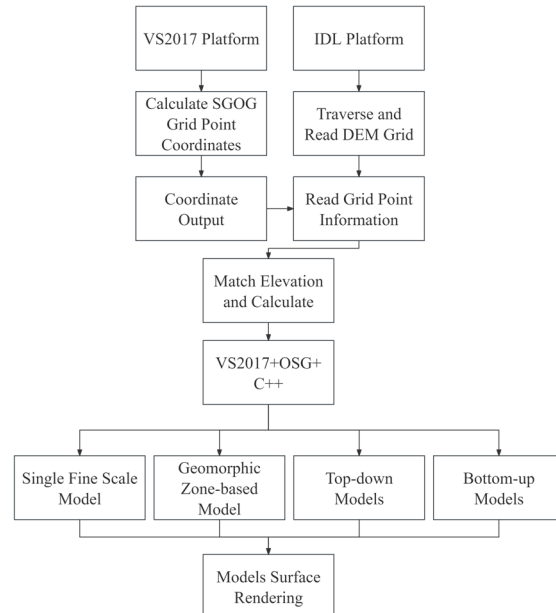 VS2017 Platform
IDL Platform
Calculate SGOG
Grid Point
Coordinates
Traverse and
Read DEM Grid
Coordinate
Output
Read Grid Point
Information
Match Elevation
and Calculate
VS2017+OSG+
C++
Single Fine Scale
Model
Geomorphic
Zone-based
Model
Top-down
Models
Bottom-up
Models
Models Surface
Rendering